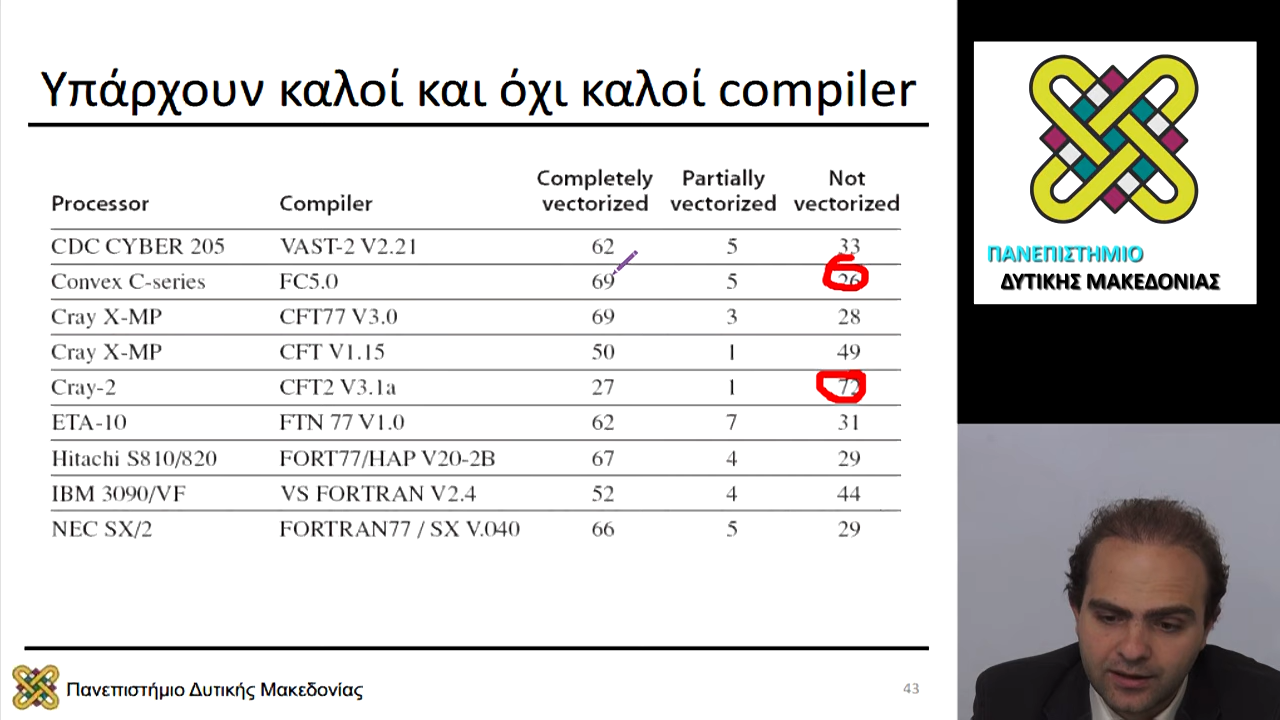 Υπάρχουν καλοί και όχι καλοί compiler
Processor Compiler Completely vectorized Partially vectorized Not vectorized
CDC CYBER 205 VAST-2 V2.21 62 5 33
Convex C-series FC5.0 69 5 26
Cray X-MP CFT77 V3.0 69 3 28
Cray X-MP CFT V1.15 50 1 49
Cray-2 CFT2 V3.1a 27 1 72
ETA-10 FTN 77 V1.0 62 7 31
Hitachi S810/820 FORT77/HAP V20-2B 67 4 29
IBM 3090/VF VS FORTRAN V2.4 52 4 44
NEC SX/2 FORTRAN77 / SX V.040 66 5 29
Πανεπιστήμιο Δυτικής Μακεδονίας
43
ΠΑΝΕΠΙΣΤΗΜΙΟ
ΔΥΤΙΚΗΣ ΜΑΚΕΔΟΝΙΑΣ